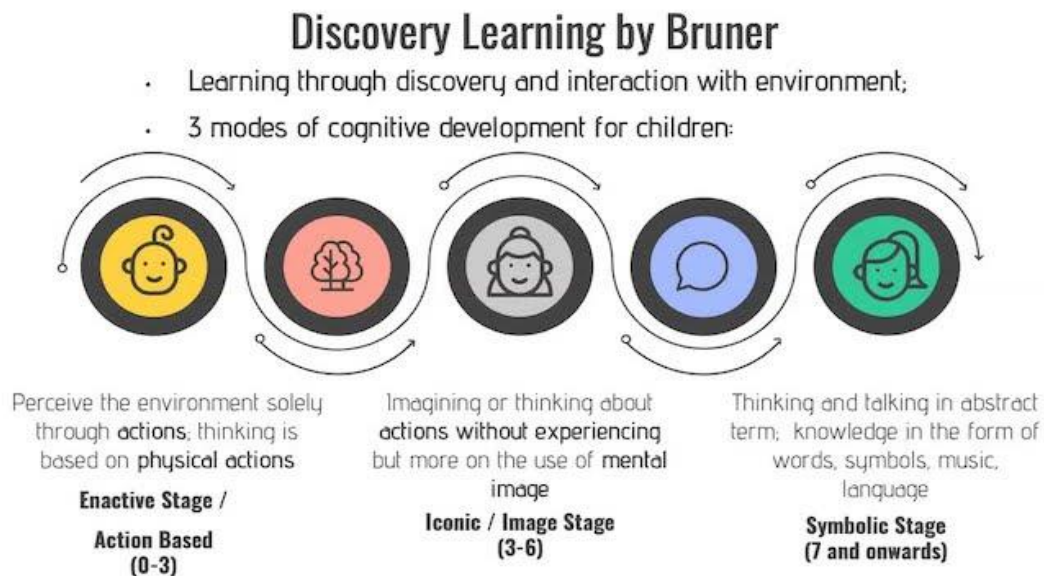 Discovery Learning by Bruner
• Learning through discovery and interaction with environment;
• 3 modes of cognitive development for children:
Perceive the environment solely
through actions; thinking is
based on physical actions
Enactive Stage /
Action Based
(0-3)
Imagining or thinking about
actions without experiencing
but more on the use of mental
image
Iconic / Image Stage
(3-6)
Thinking and talking in abstract
term; knowledge in the form of
words, symbols, music,
language
Symbolic Stage
(7 and onwards)